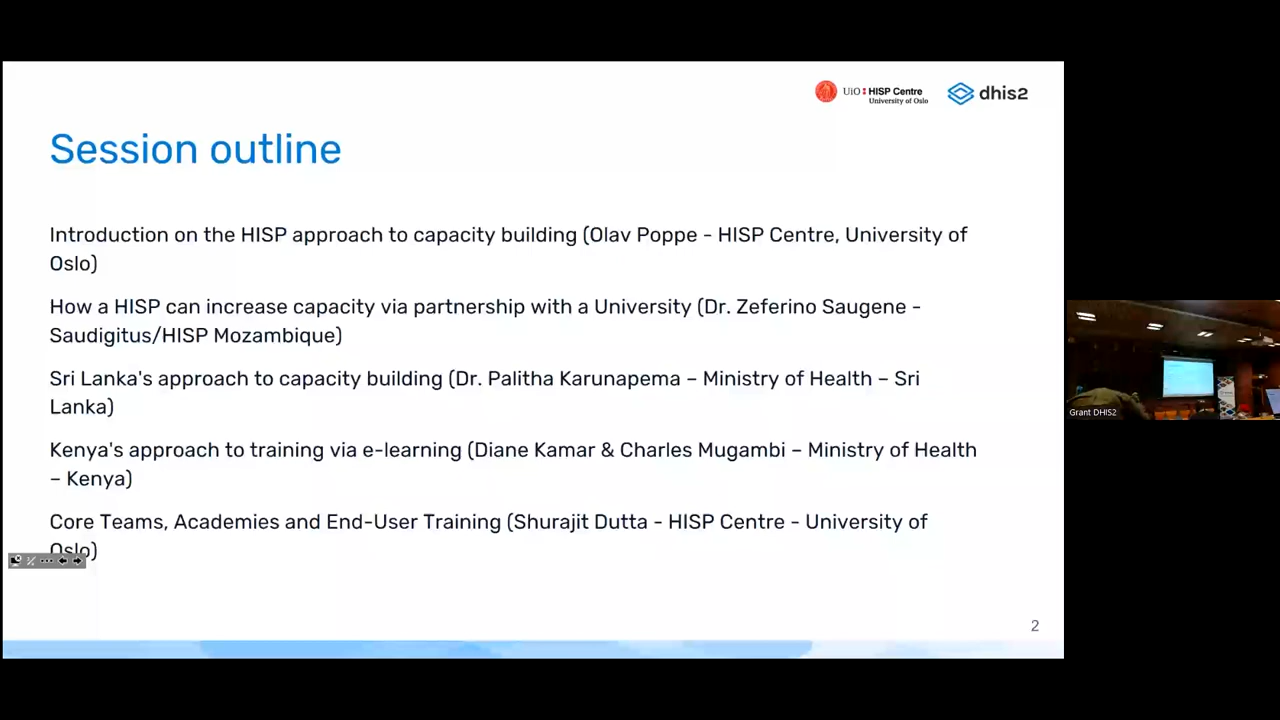 UiO HISP Centre
University of Oslo
dhis2
Session outline
Introduction on the HISP approach to capacity building (Olav Poppe - HISP Centre, University of
Oslo)
How a HISP can increase capacity via partnership with a University (Dr. Zeferino Saugene -
Saudigitus/HISP Mozambique)
Sri Lanka's approach to capacity building (Dr. Palitha Karunapema – Ministry of Health – Sri
Lanka)
Kenya's approach to training via e-learning (Diane Kamar & Charles Mugambi – Ministry of Health
– Kenya)
Core Teams, Academies and End-User Training (Shurajit Dutta - HISP Centre - University of
Oslo)
2
Grant DHIS2